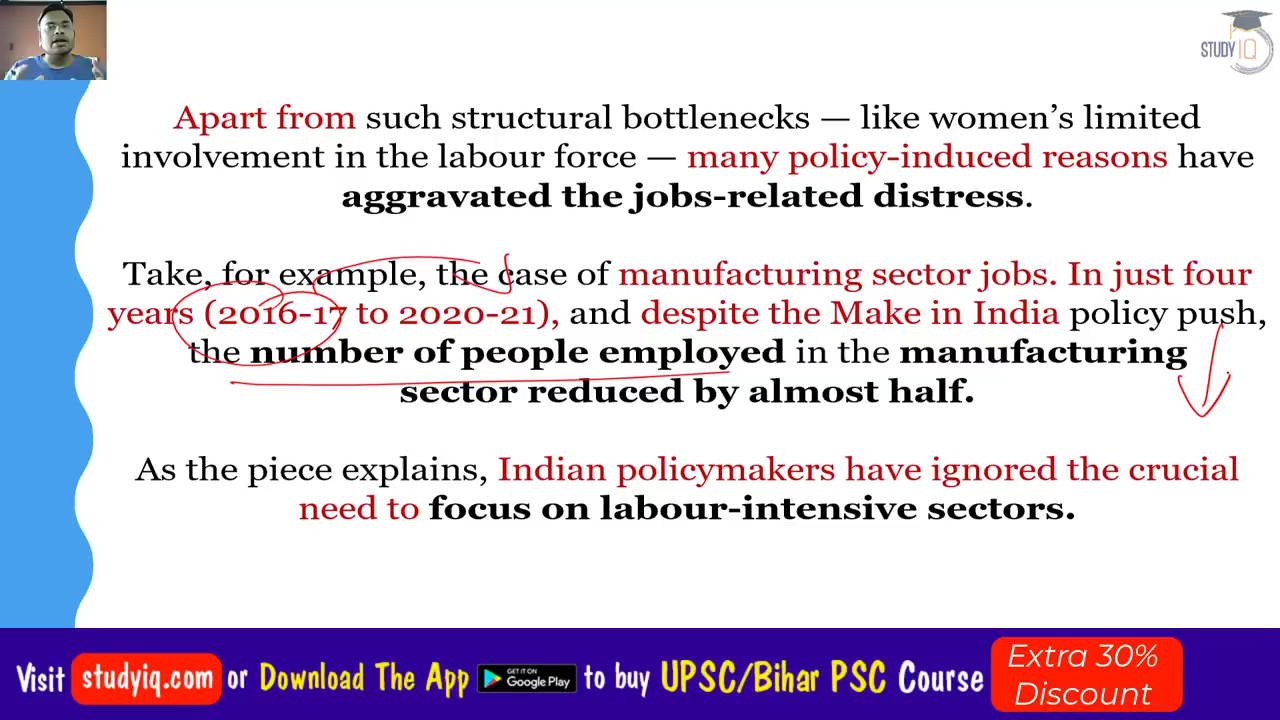 STUDY IQ
Apart from such structural bottlenecks — like women’s limited
involvement in the labour force — many policy-induced reasons have
aggravated the jobs-related distress.
Take, for example, the case of manufacturing sector jobs. In just four
years (2016-17 to 2020-21), and despite the Make in India policy push,
the number of people employed in the manufacturing
sector reduced by almost half.
As the piece explains, Indian policymakers have ignored the crucial
need to focus on labour-intensive sectors.
Visit studyiq.com or Download The App GET IT ON Google Play to buy UPSC/Bihar PSC Course
Extra 30%
Discount